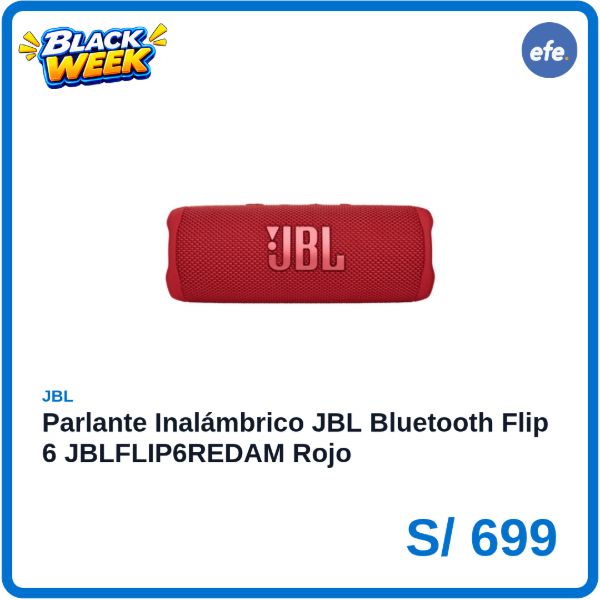 BLACK
WEEK
efe.
JBL
JBL
Parlante Inalámbrico JBL Bluetooth Flip
6 JBLFLIP6REDAM Rojo
S/ 699